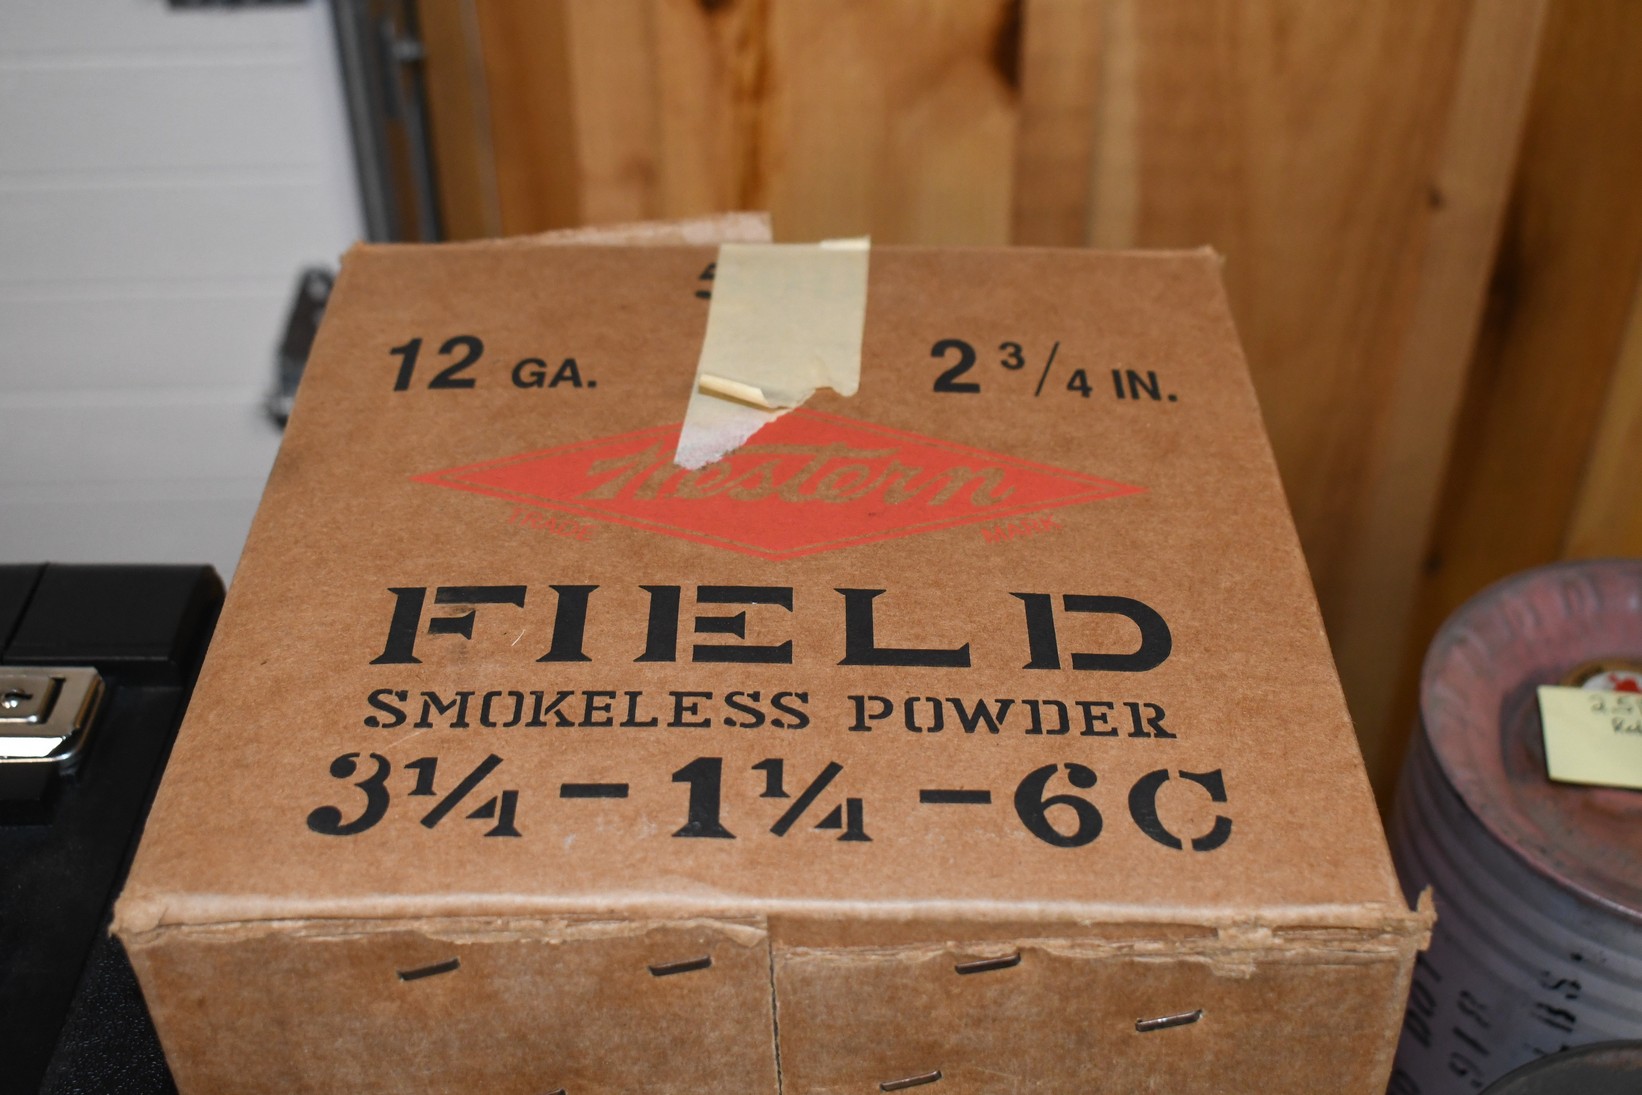 12 GA.
2 3/4 IN.
Western
TRADE MARK
FIELD
SMOKELESS POWDER
3¼ - 1¼ - 6C